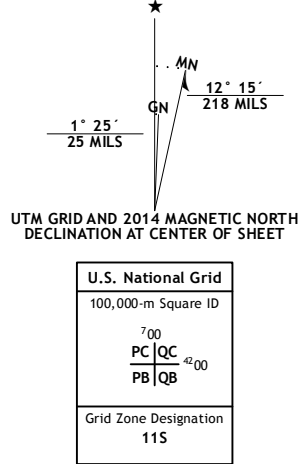 ★
MN
GN
12° 15´
218 MILS
1° 25´
25 MILS
UTM GRID AND 2014 MAGNETIC NORTH
DECLINATION AT CENTER OF SHEET
U.S. National Grid
100,000-m Square ID
700
PC QC
4200
PB QB
Grid Zone Designation
11S